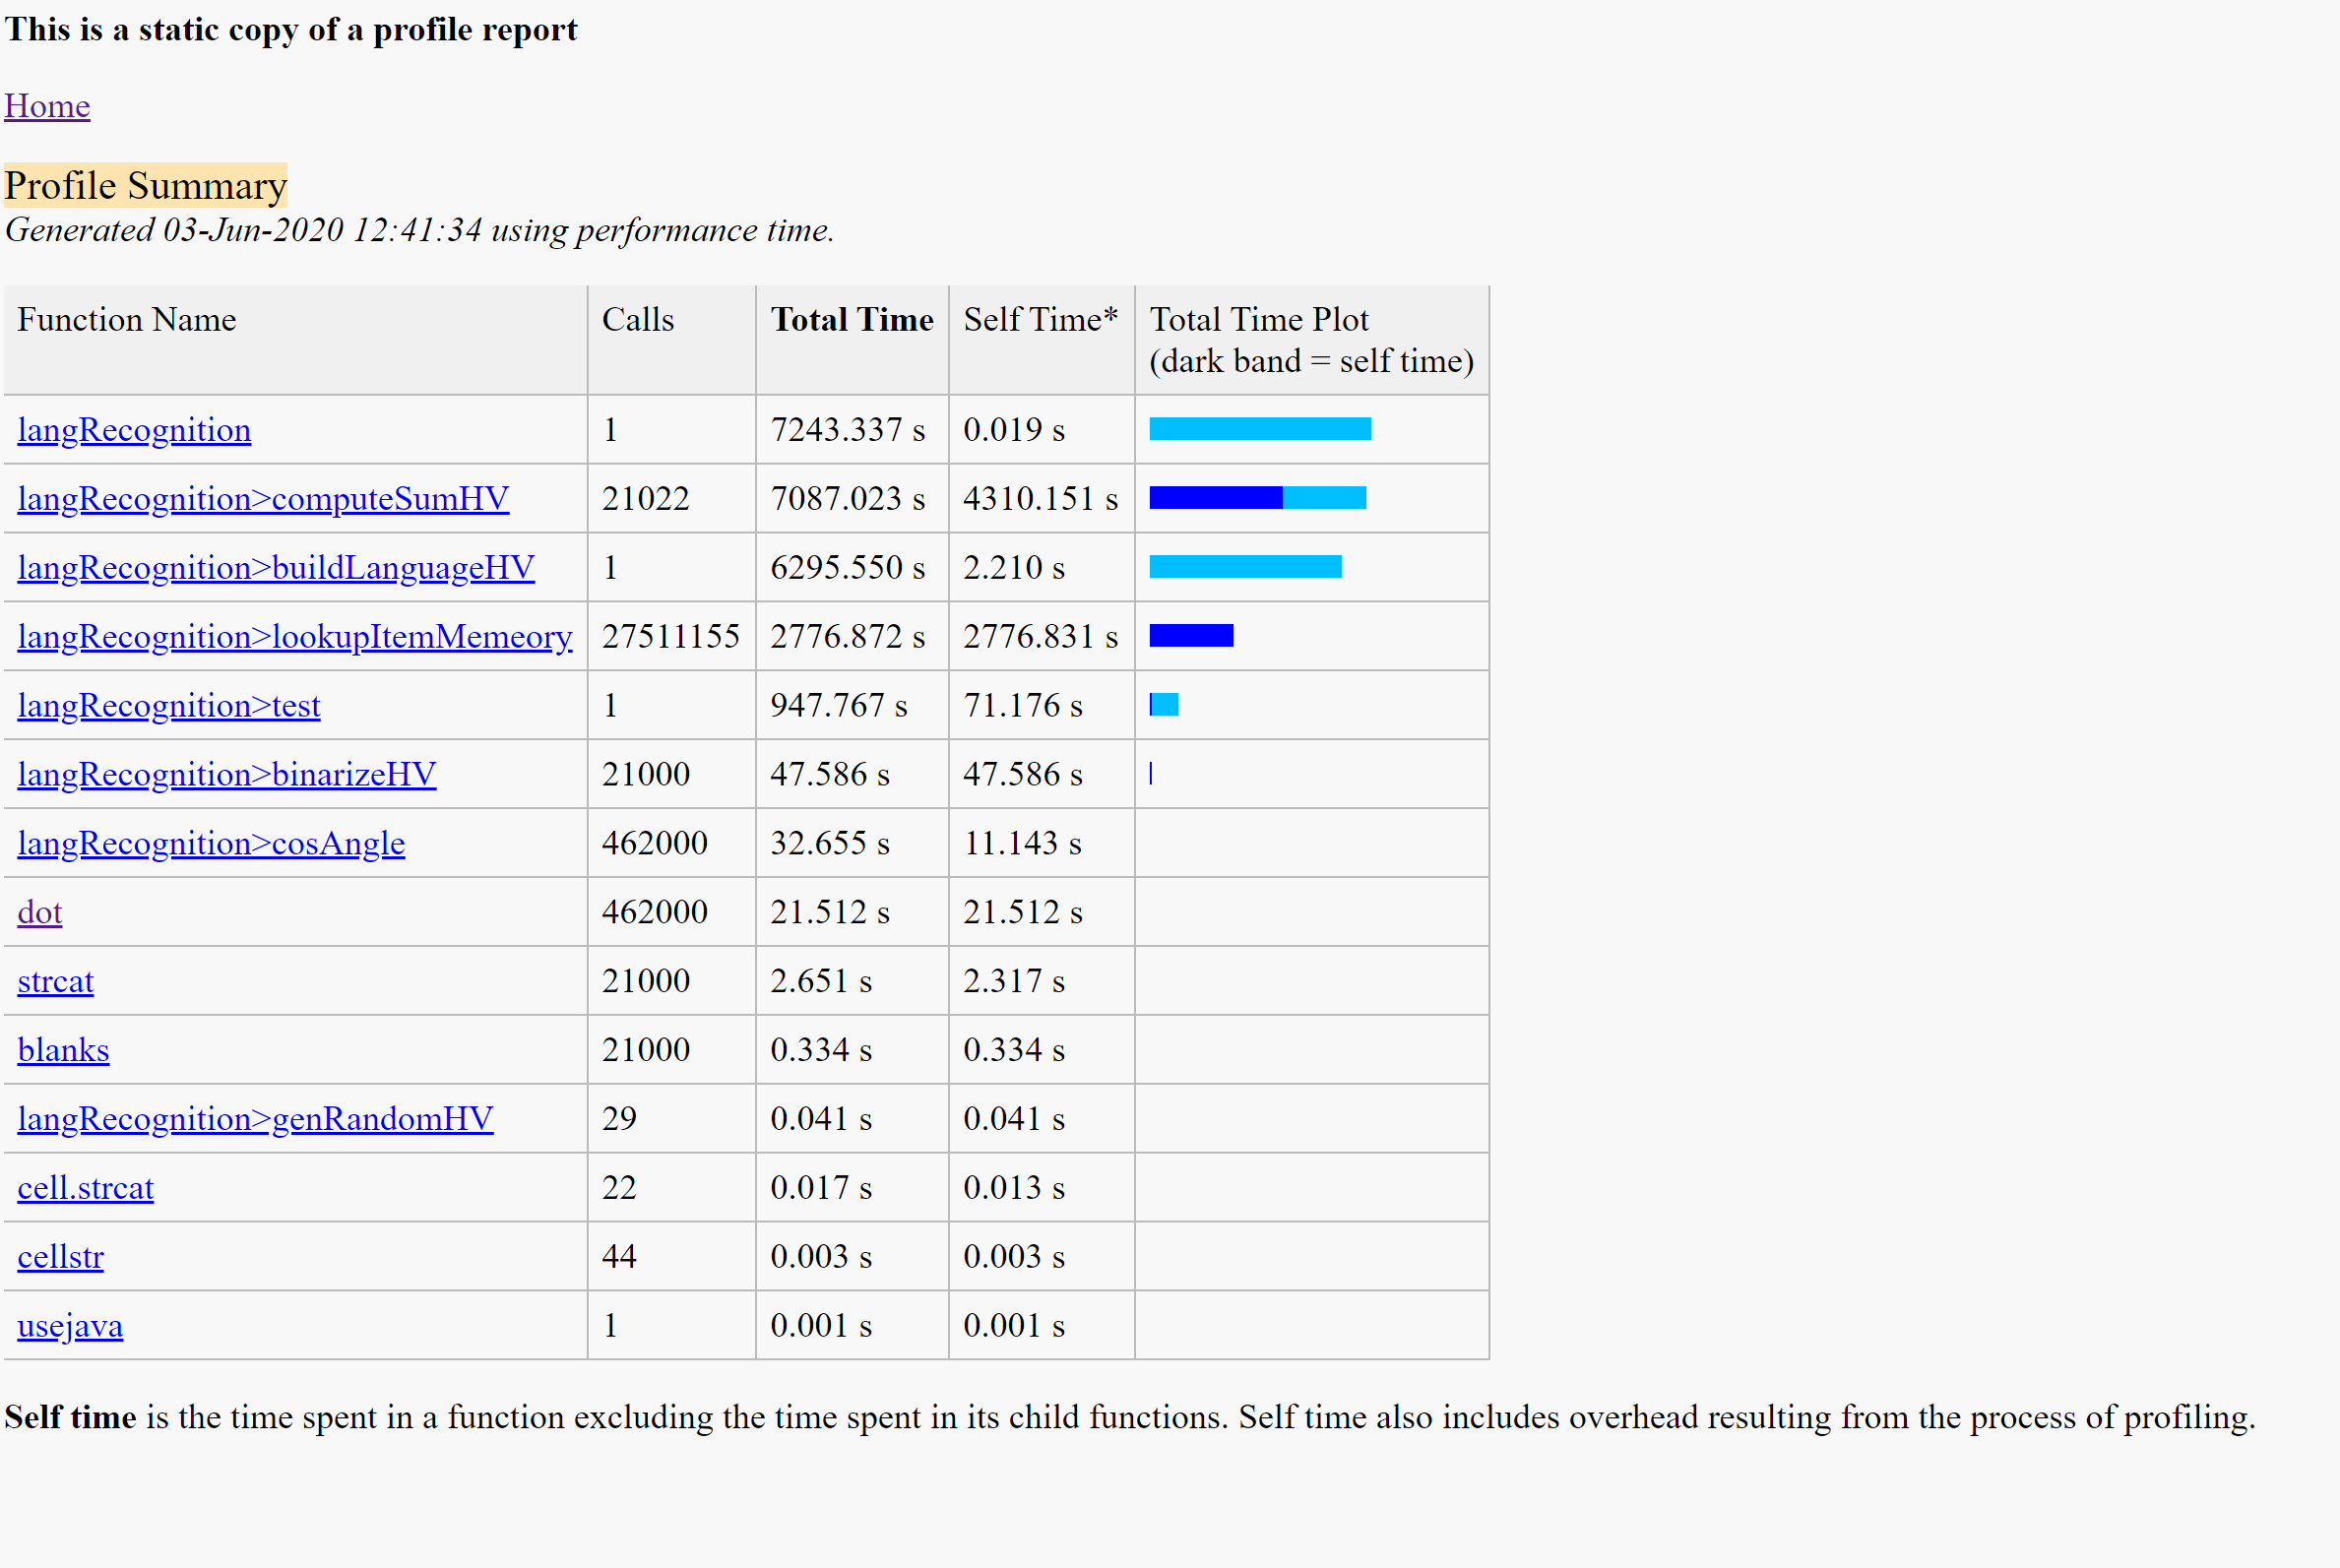 This is a static copy of a profile report
Home
Profile Summary
Generated 03-Jun-2020 12:41:34 using performance time.
Function Name Calls Total Time Self Time* Total Time Plot
(dark band = self time)
langRecognition 1 7243.337 s 0.019 s
langRecognition>computeSumHV 21022 7087.023 s 4310.151 s
langRecognition>buildLanguageHV 1 6295.550 s 2.210 s
langRecognition>lookupItemMemeory 27511155 2776.872 s 2776.831 s
langRecognition>test 1 947.767 s 71.176 s
langRecognition>binarizeHV 21000 47.586 s 47.586 s
langRecognition>cosAngle 462000 32.655 s 11.143 s
dot 462000 21.512 s 21.512 s
strcat 21000 2.651 s 2.317 s
blanks 21000 0.334 s 0.334 s
langRecognition>genRandomHV 29 0.041 s 0.041 s
cell.strcat 22 0.017 s 0.013 s
cellstr 44 0.003 s 0.003 s
usejava 1 0.001 s 0.001 s
Self time is the time spent in a function excluding the time spent in its child functions. Self time also includes overhead resulting from the process of profiling.